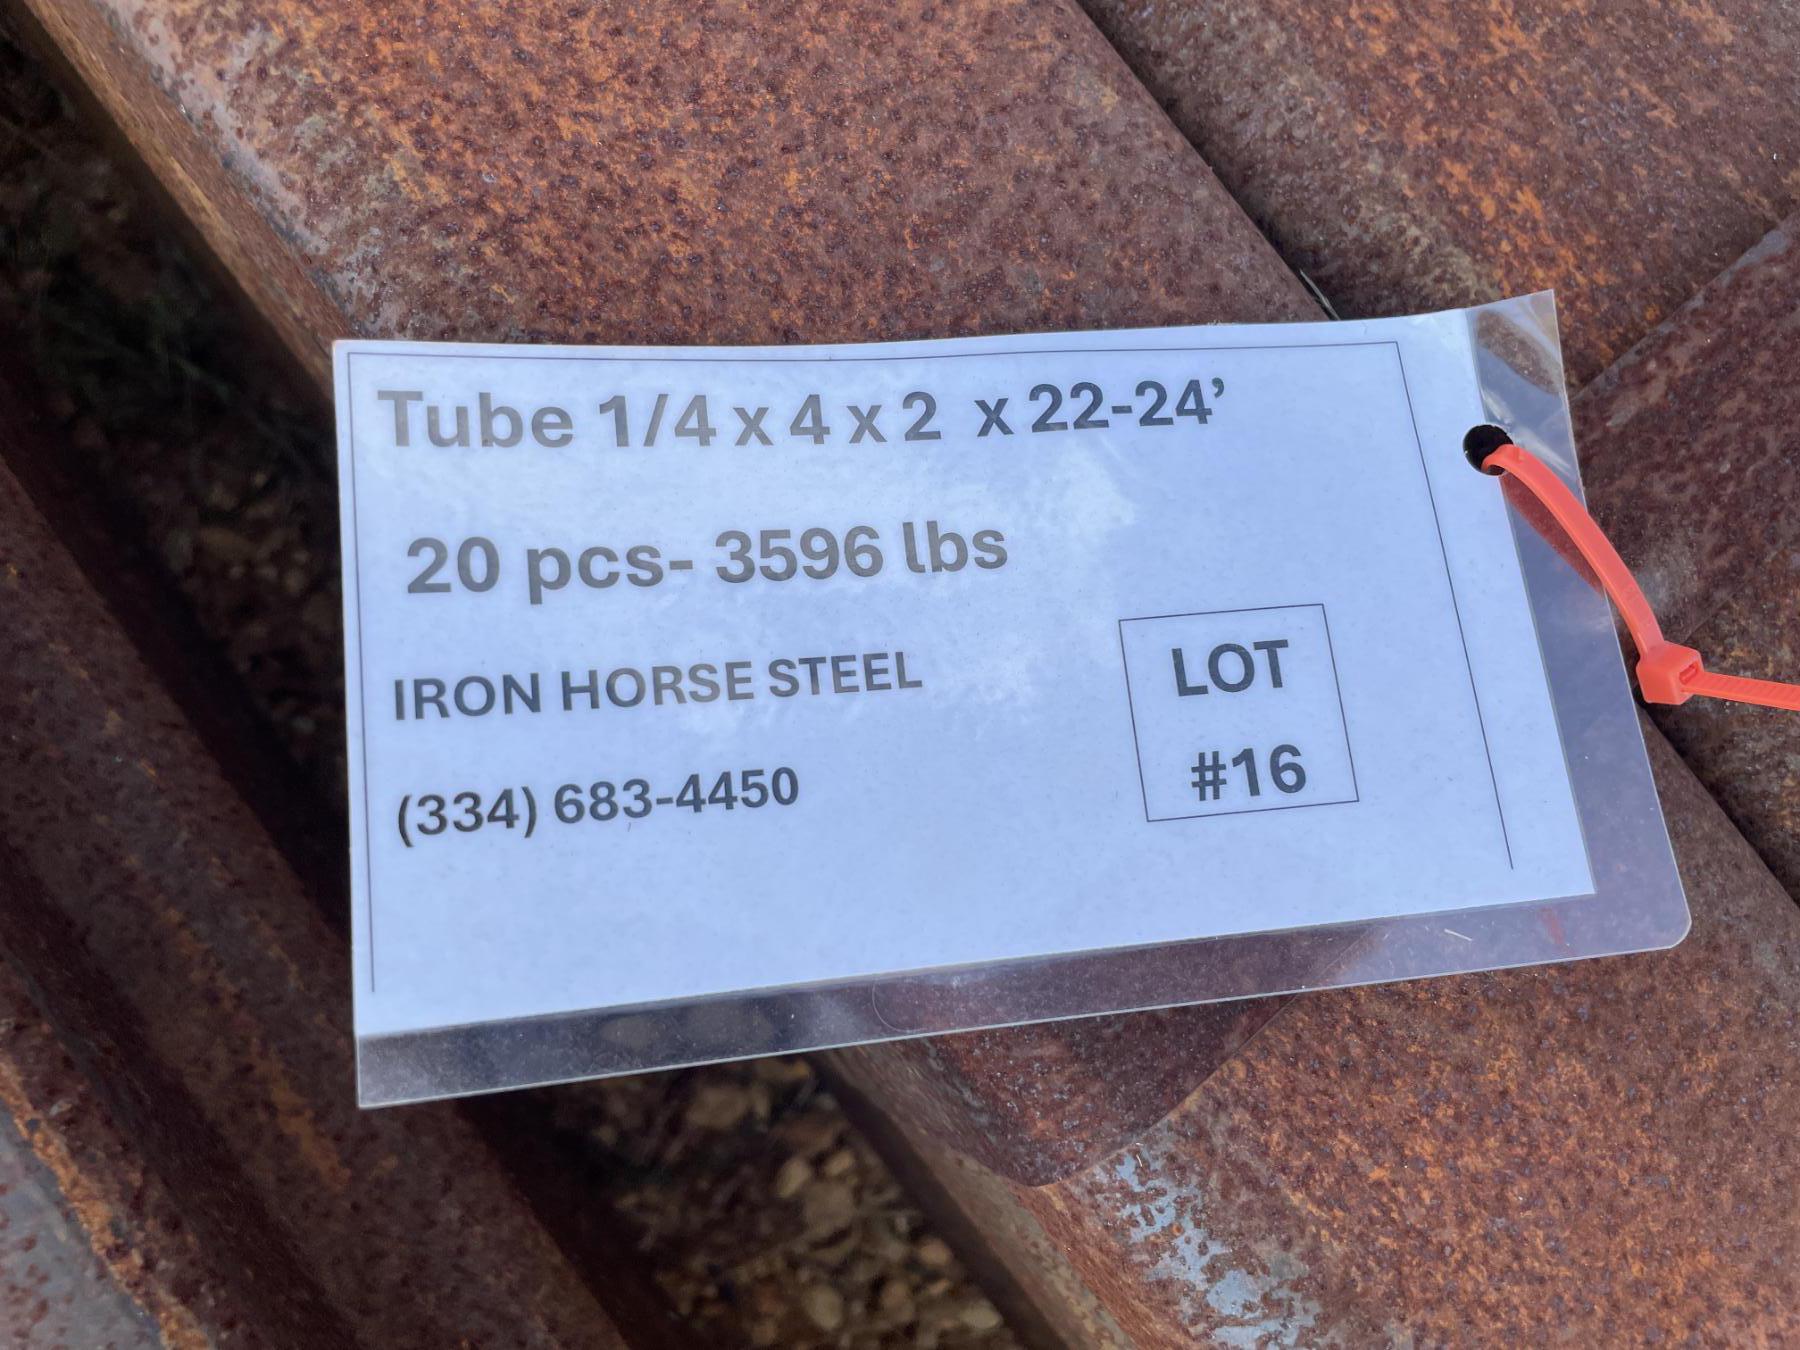 Tube 1/4 x 4 x 2 x 22-24’
20 pcs- 3596 lbs
IRON HORSE STEEL
(334) 683-4450
LOT
#16